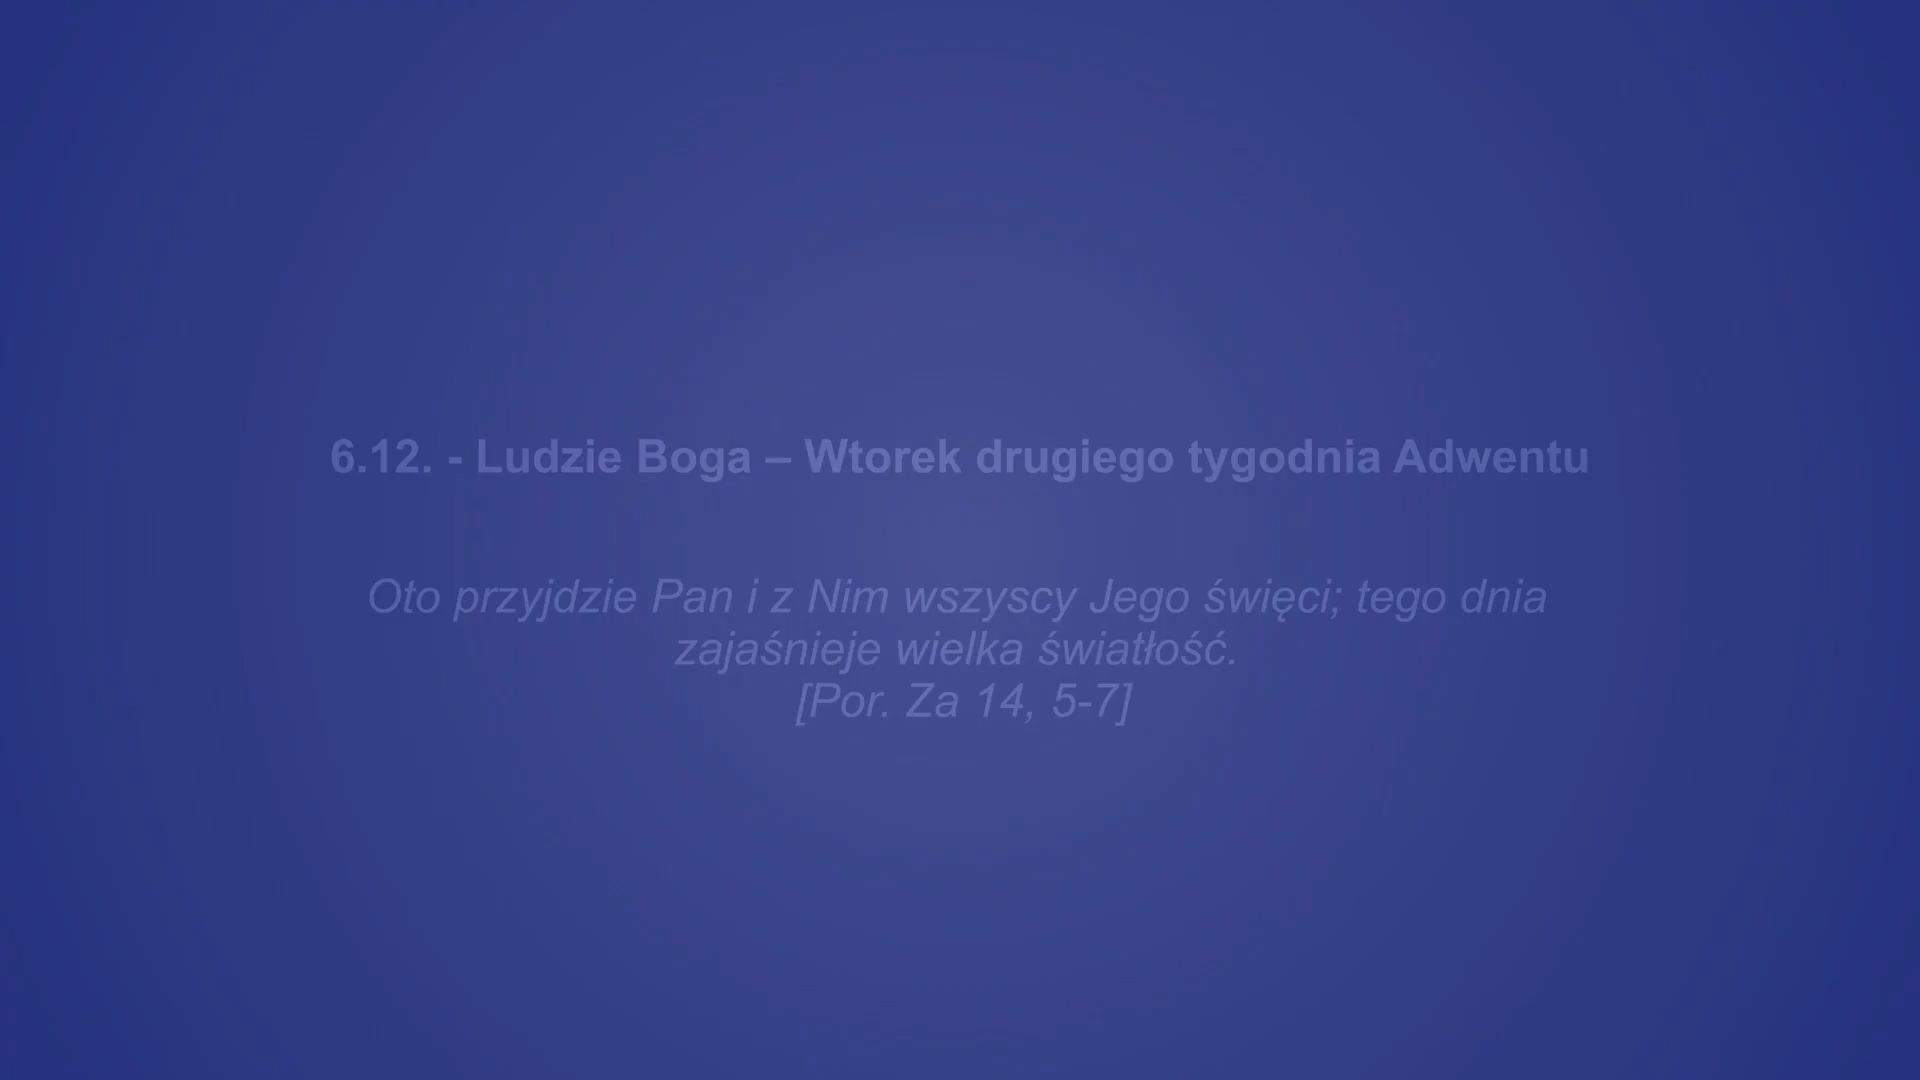 6.12. - Ludzie Boga – Wtorek drugiego tygodnia Adwentu
Oto przyjdzie Pan i z Nim wszyscy Jego święci; tego dnia
zajaśnieje wielka światłość.
[Por. Za 14, 5-7]